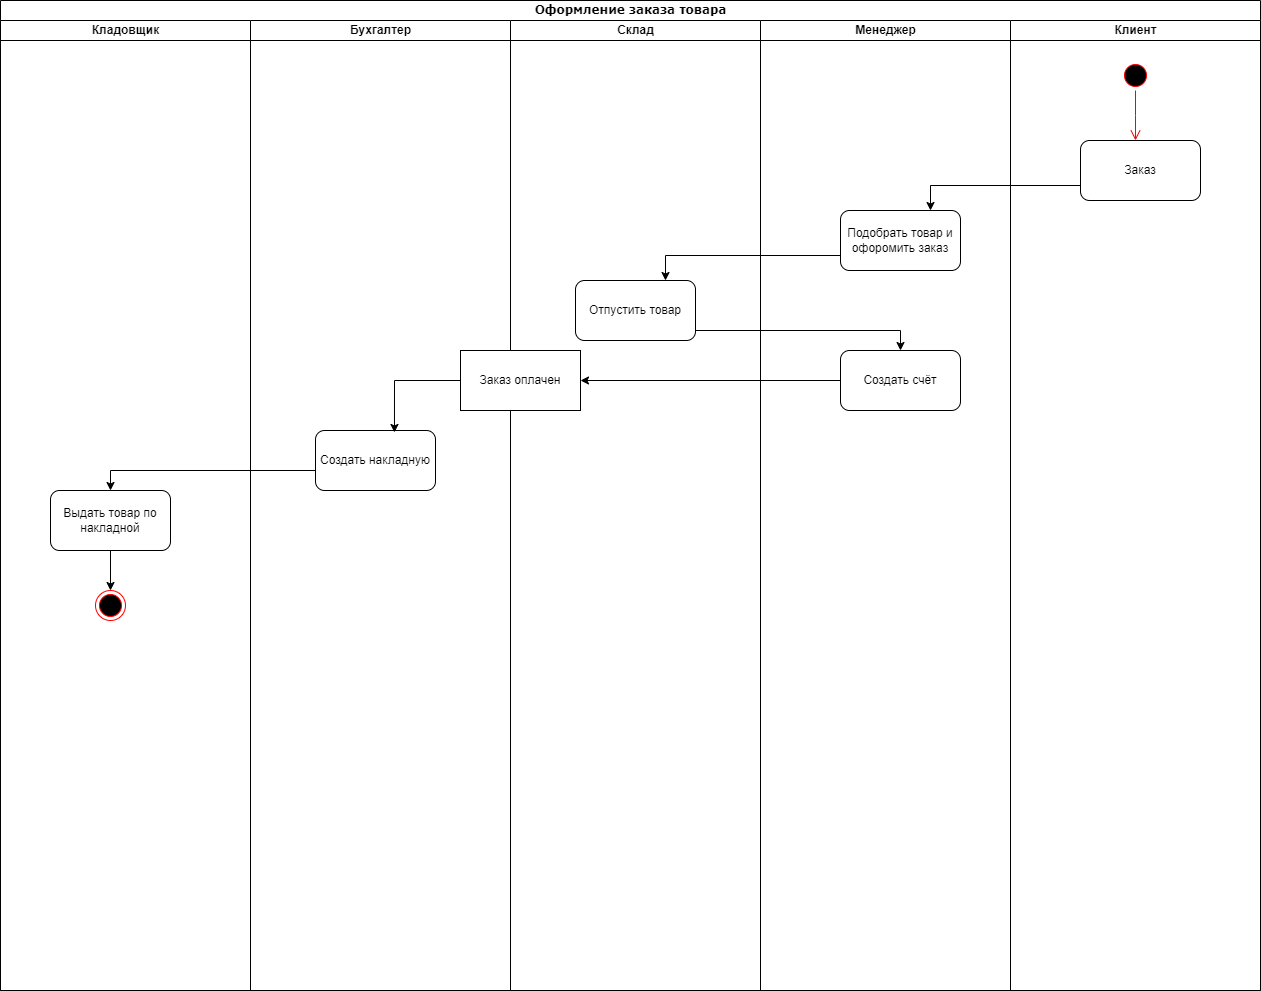 Оформление заказа товара
Кладовщик
Бухгалтер
Склад
Менеджер
Клиент
Заказ
Подобрать товар и
офоромить заказ
Отпустить товар
Заказ оплачен
Создать счёт
Создать накладную
Выдать товар по
накладной